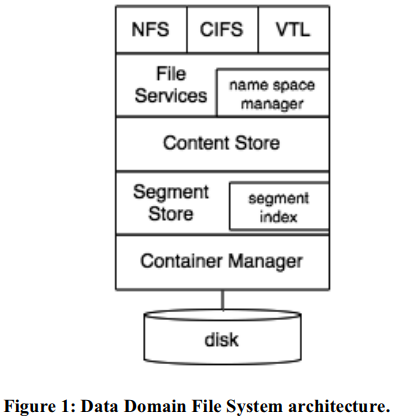 NFS CIFS VTL
File
Services
name space
manager
Content Store
Segment
Store
segment
index
Container Manager
disk
Figure 1: Data Domain File System architecture.